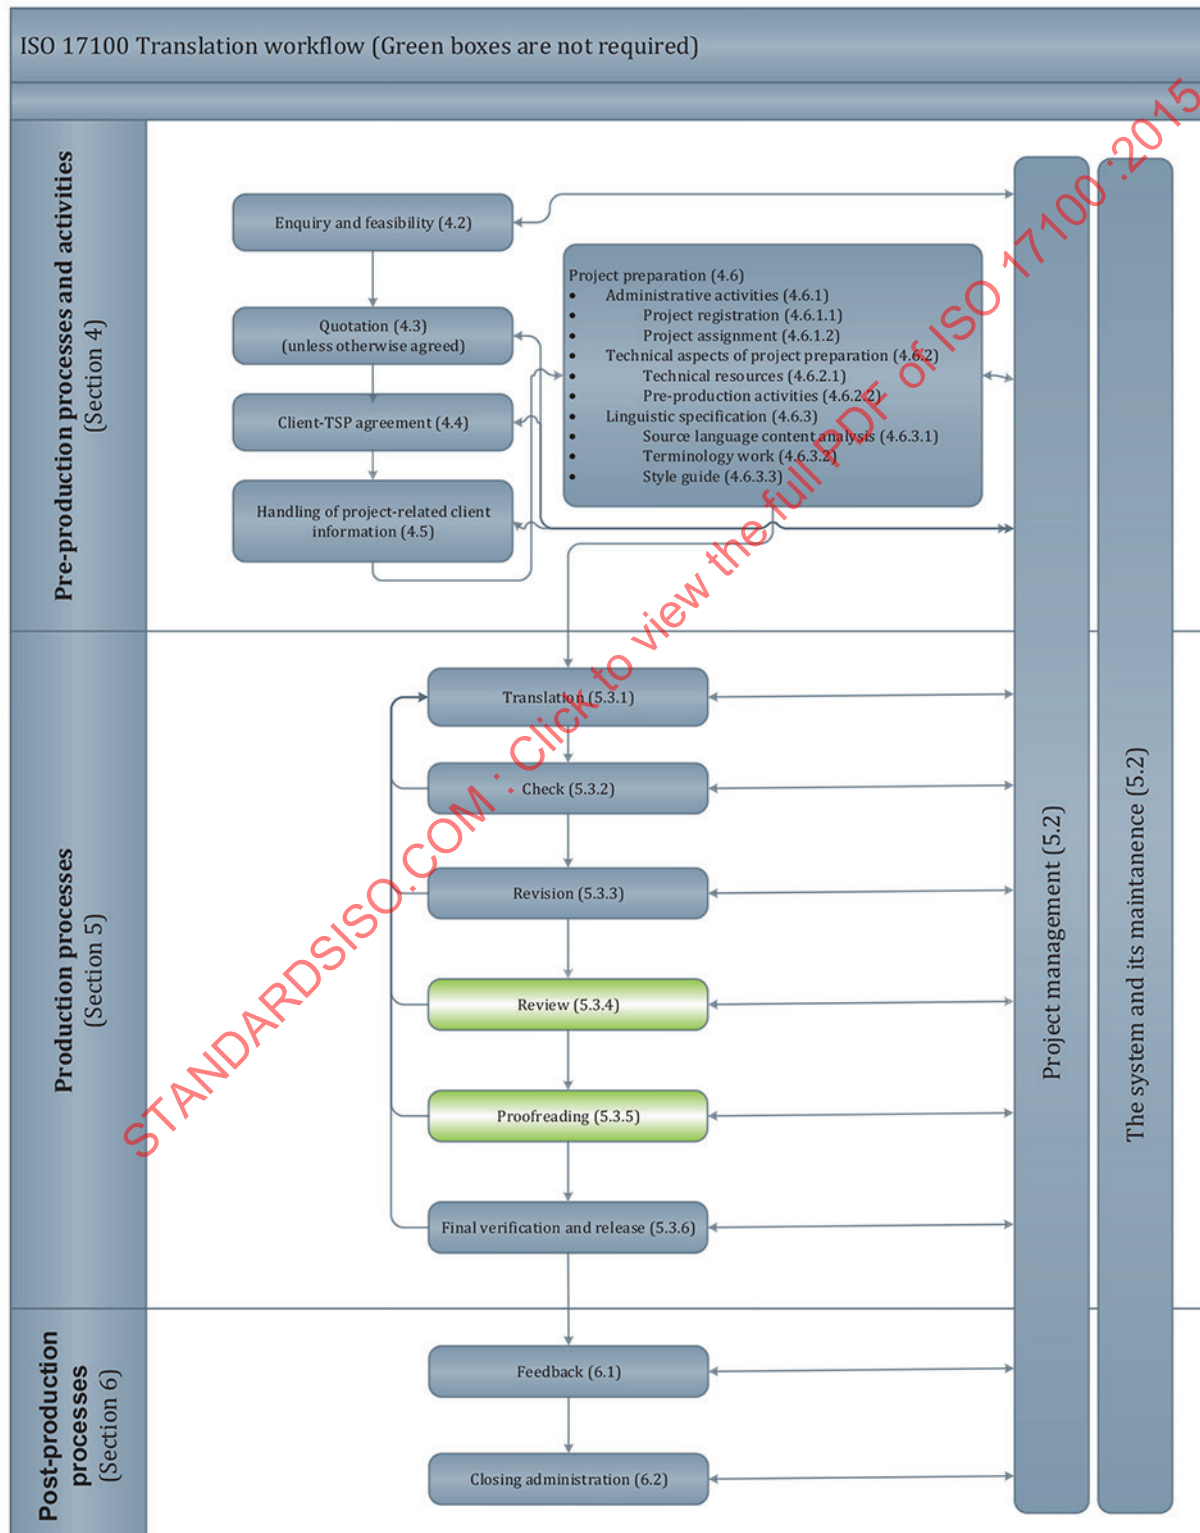 ISO 17100 Translation workflow (Green boxes are not required)
Pre-production processes and activities
(Section 4)
Enquiry and feasibility (4.2)
Quotation (4.3)
(unless otherwise agreed)
Client-TSP agreement (4.4)
Handling of project-related client
information (4.5)
Project preparation (4.6)
• Administrative activities (4.6.1)
• Project registration (4.6.1.1)
• Project assignment (4.6.1.2)
• Technical aspects of project preparation (4.6.2)
• Technical resources (4.6.2.1)
• Pre-production activities (4.6.2.2)
• Linguistic specification (4.6.3)
• Source language content analysis (4.6.3.1)
• Terminology work (4.6.3.2)
• Style guide (4.6.3.3)
Production processes
(Section 5)
Translation (5.3.1)
Check (5.3.2)
Revision (5.3.3)
Review (5.3.4)
Proofreading (5.3.5)
Final verification and release (5.3.6)
Post-production
processes
(Section 6)
Feedback (6.1)
Closing administration (6.2)
Project management (5.2)
The system and its maintanence (5.2)
STANDARDSISO.COM : Click to view the full PDF of ISO 17100 :2015